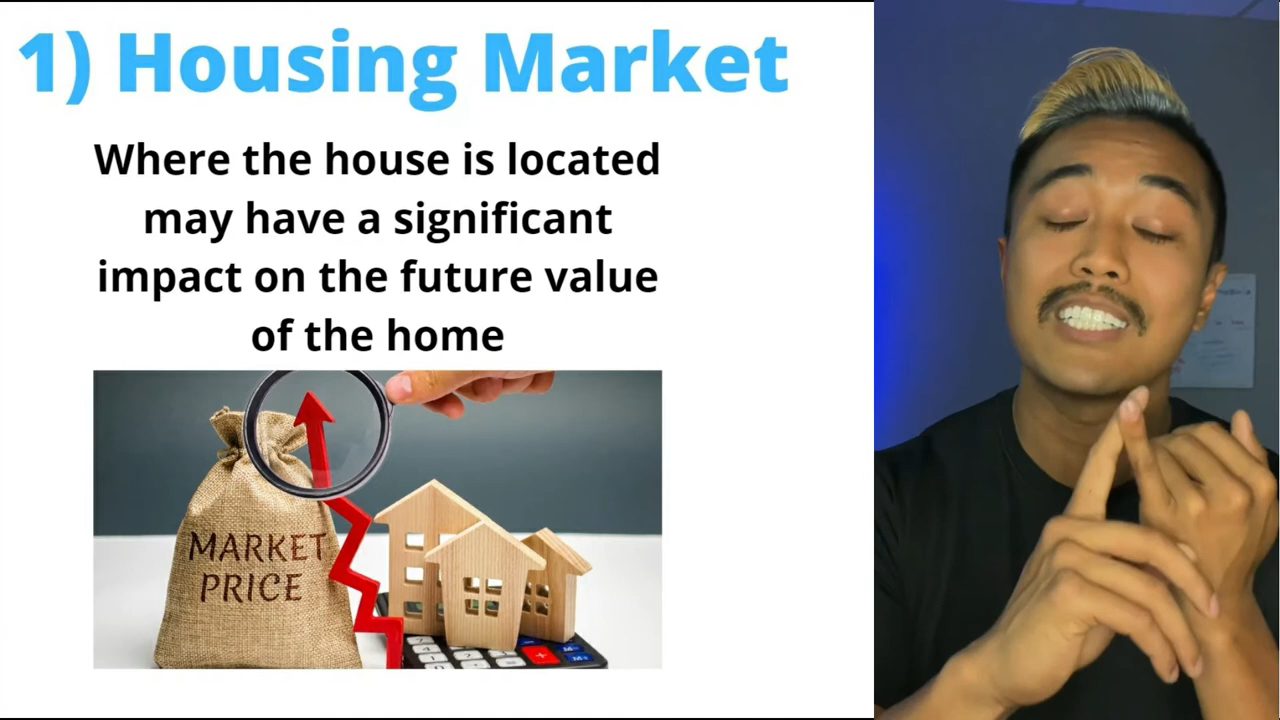 1) Housing Market
Where the house is located
may have a significant
impact on the future value
of the home
MARKET
PRICE